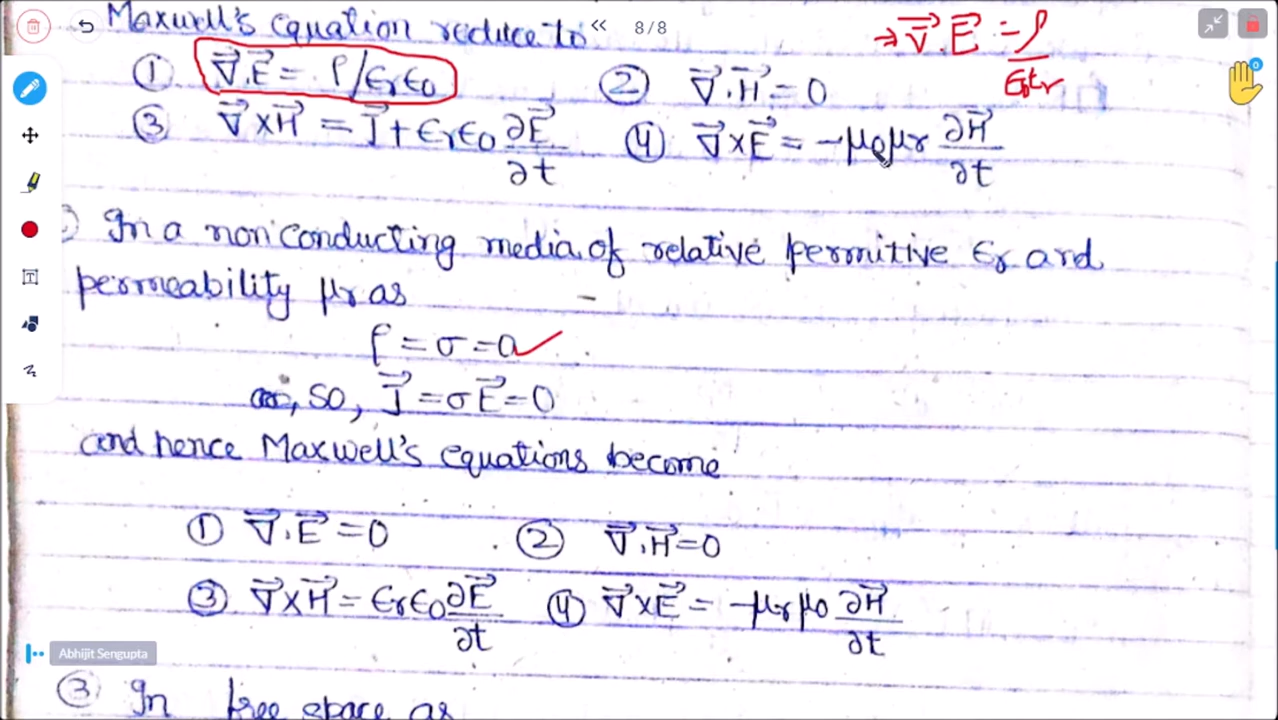 Maxwell's equation reduce to
<< 8/8
→ ∇⃗.E⃗ = ρ/ϵ0ϵr
① ∇⃗.E⃗ = ρ/ϵrϵ0 ② ∇⃗.H⃗ = 0
③ ∇⃗×H⃗ = J⃗ + ϵrϵ0 ∂E⃗/∂t ④ ∇⃗×E⃗ = -μ0μr ∂H⃗/∂t
In a non conducting media of relative permitive ϵr and
permeability μr as
ρ = σ = 0
so, J⃗ = σE⃗ = 0
and hence Maxwell's equations become
① ∇⃗.E⃗ = 0 ② ∇⃗.H⃗ = 0
③ ∇⃗×H⃗ = ϵrϵ0 ∂E⃗/∂t ④ ∇⃗×E⃗ = -μrμ0 ∂H⃗/∂t
Abhijit Sengupta
③ In free space as